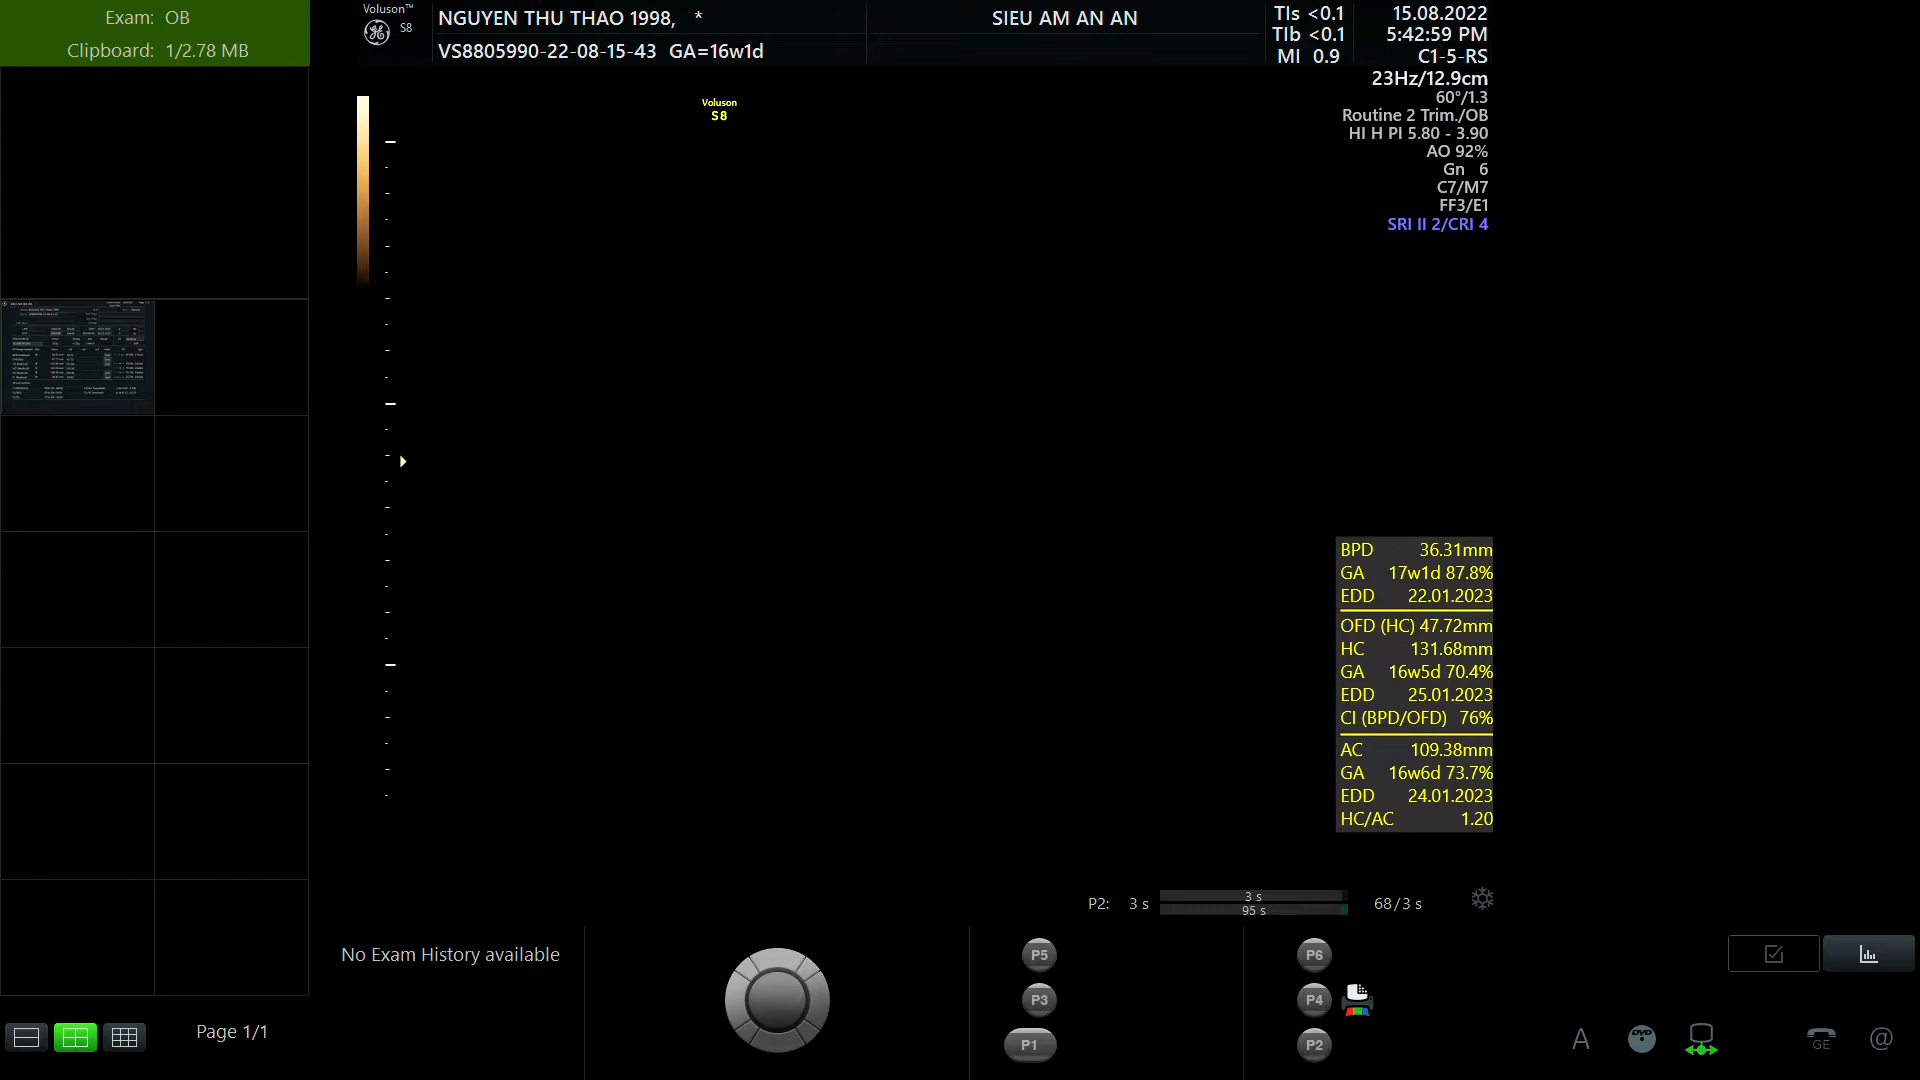 Exam: OB
Clipboard: 1/2.78 MB
Voluson™
S8
NGUYEN THU THAO 1998, *
VS8805990-22-08-15-43 GA=16w1d
SIEU AM AN AN
TIs <0.1
TIb <0.1
MI 0.9
15.08.2022
5:42:59 PM
C1-5-RS
23Hz/12.9cm
60°/1.3
Routine 2 Trim./OB
HI H PI 5.80 - 3.90
AO 92%
Gn 6
C7/M7
FF3/E1
SRI II 2/CRI 4
Voluson
S8
BPD 36.31mm
GA 17w1d 87.8%
EDD 22.01.2023
OFD (HC) 47.72mm
HC 131.68mm
GA 16w5d 70.4%
EDD 25.01.2023
CI (BPD/OFD) 76%
AC 109.38mm
GA 16w6d 73.7%
EDD 24.01.2023
HC/AC 1.20
P2: 3 s
3 s
95 s
68/3 s
No Exam History available
P5
P3
P1
P6
P4
P2
Page 1/1
A
DVD
GE
@